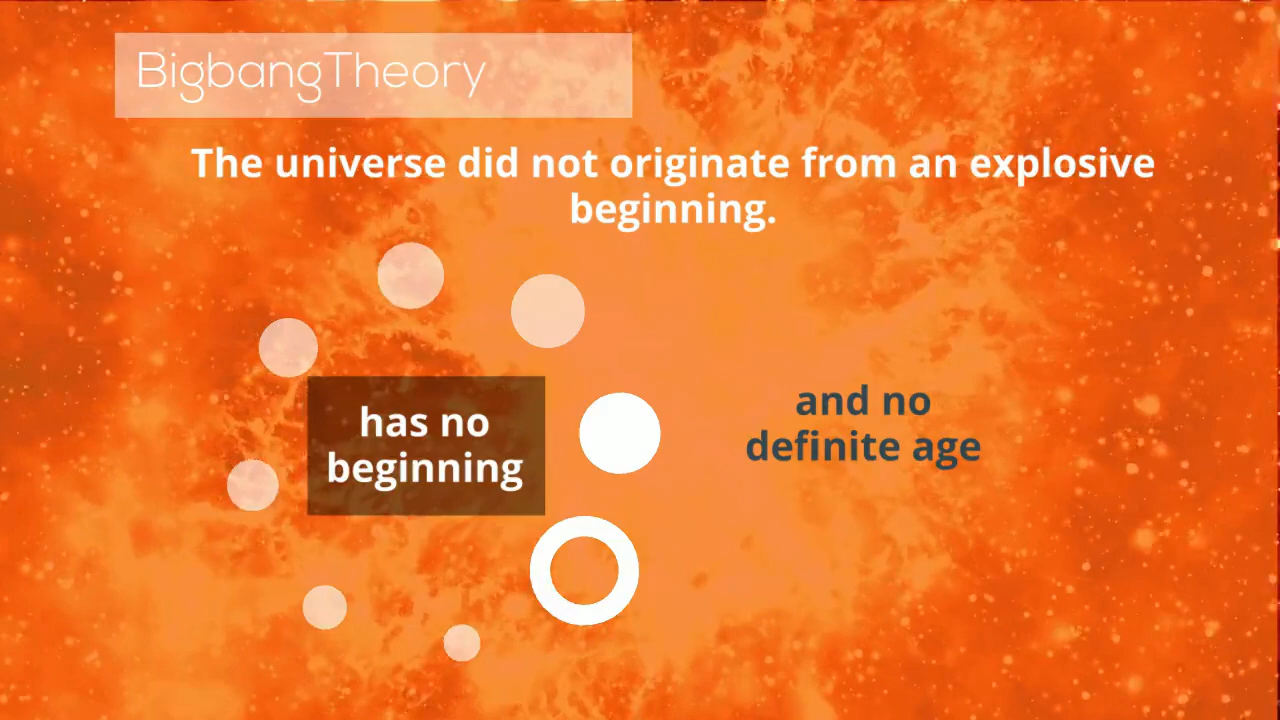 BigbangTheory
The universe did not originate from an explosive
beginning.
has no
beginning
and no
definite age